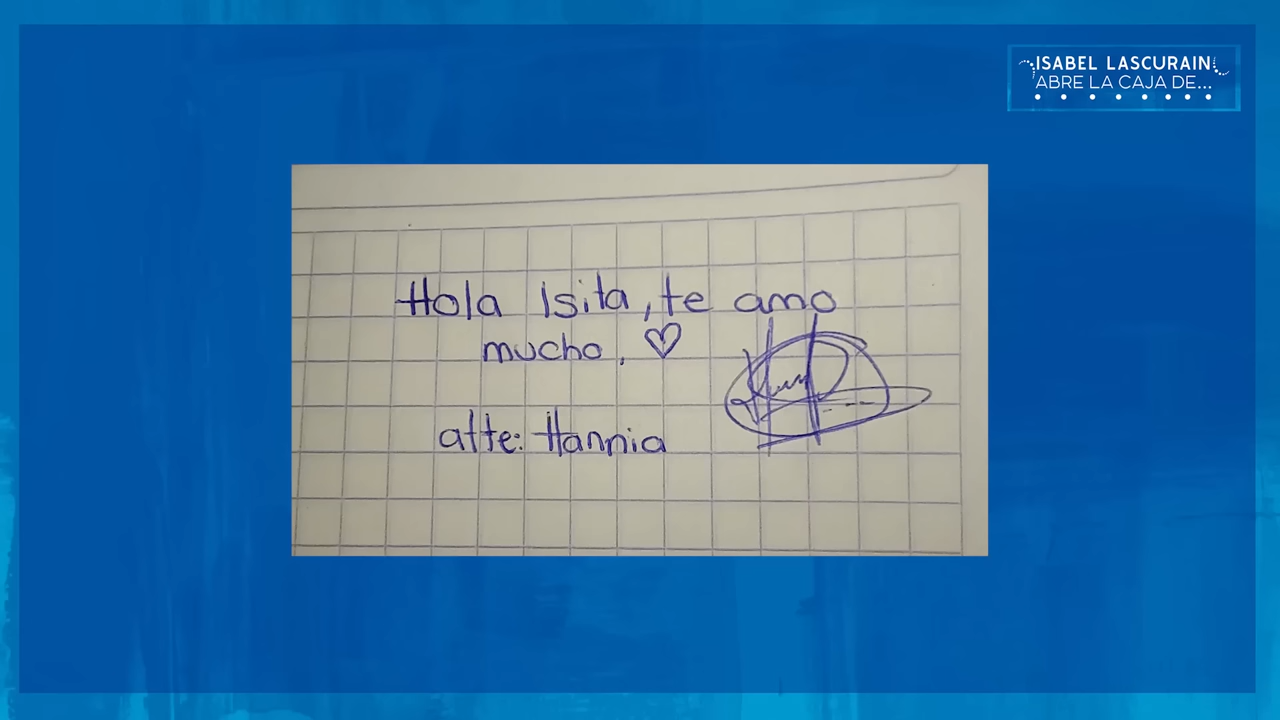 ISABEL LASCURAIN
ABRE LA CAJA DE...
Hola Isita, te amo
mucho, ♡
atte: Hannia